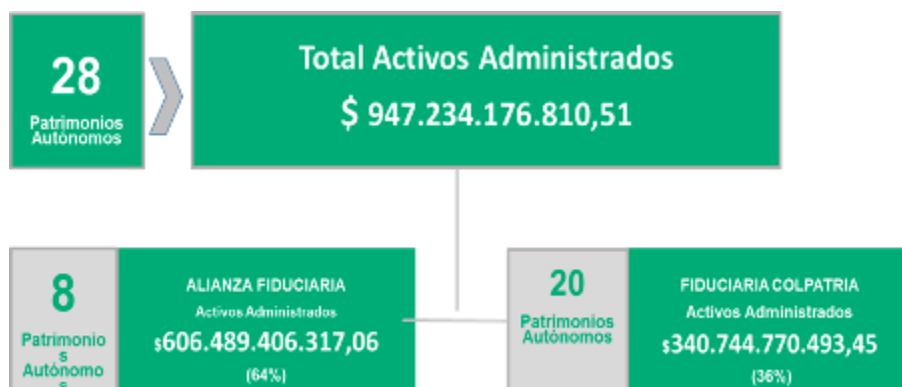 28
Patrimonios
Autónomos
Total Activos Administrados
$ 947.234.176.810,51
8
Patrimonio
s
Autónomo
s
ALIANZA FIDUCIARIA
Activos Administrados
$606.489.406.317,06
(64%)
20
Patrimonios
Autónomos
FIDUCIARIA COLPATRIA
Activos Administrados
$340.744.770.493,45
(36%)